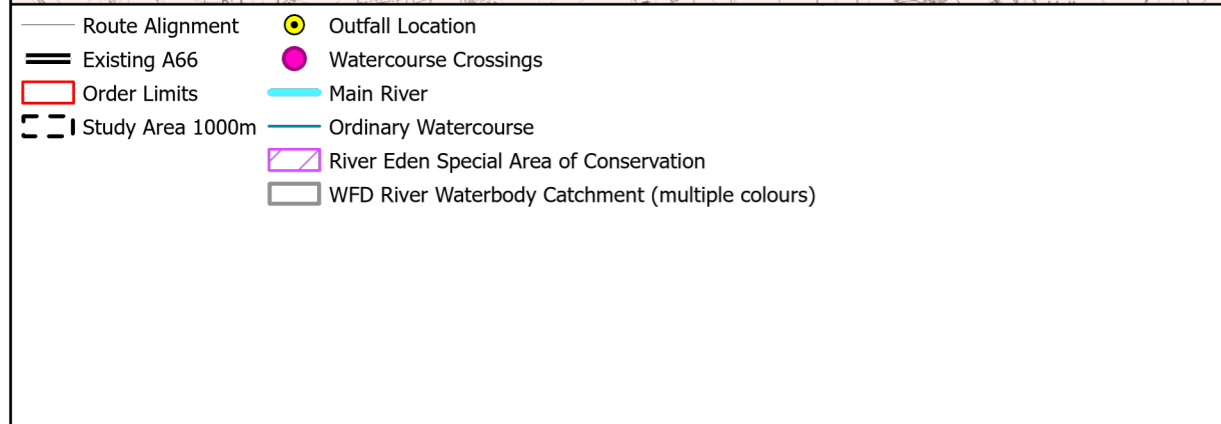 Route Alignment
Existing A66
Order Limits
Study Area 1000m
Outfall Location
Watercourse Crossings
Main River
Ordinary Watercourse
River Eden Special Area of Conservation
WFD River Waterbody Catchment (multiple colours)